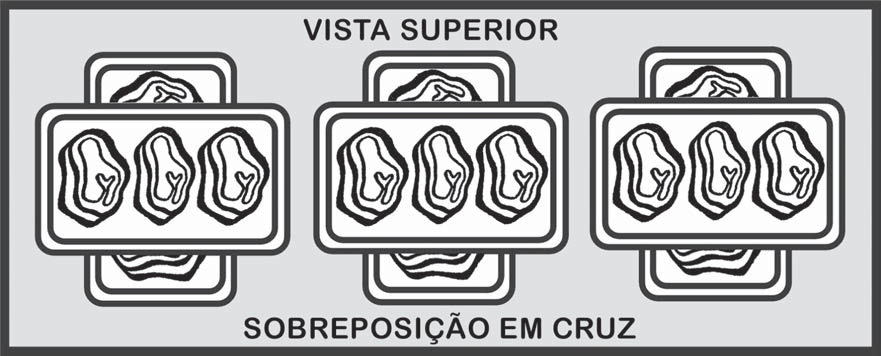 VISTA SUPERIOR
SOBREPOSIÇÃO EM CRUZ